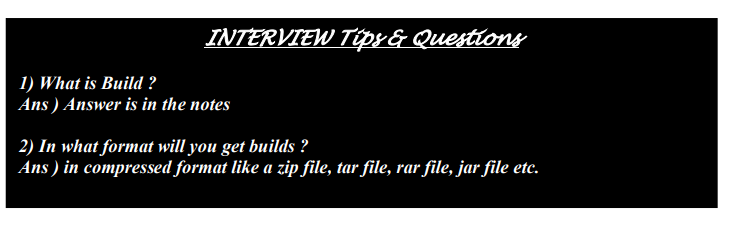 INTERVIEW Tips & Questions
1) What is Build ?
Ans ) Answer is in the notes
2) In what format will you get builds ?
Ans ) in compressed format like a zip file, tar file, rar file, jar file etc.